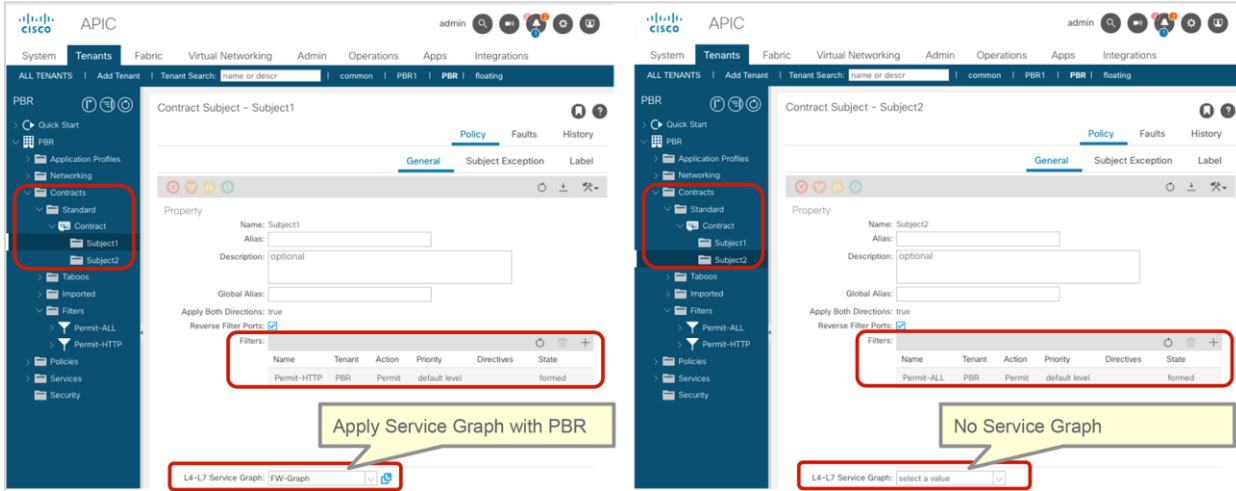 CISCO APIC admin
System Tenants Fabric Virtual Networking Admin Operations Apps Integrations
ALL TENANTS | Add Tenant | Tenant Search: name or descr | common | PBR1 | PBR | floating
PBR
Quick Start
PBR
Application Profiles
Networking
Contracts
Standard
Contract
Subject1
Subject2
Taboos
Imported
Filters
Permit-ALL
Permit-HTTP
Policies
Services
Security
Contract Subject - Subject1
Policy Faults History
General Subject Exception Label
Property
Name: Subject1
Alias:
Description: optional
Global Alias:
Apply Both Directions: true
Reverse Filter Ports:
Filters:
Name Tenant Action Priority Directives State
Permit-HTTP PBR Permit default level formed
Apply Service Graph with PBR
L4-L7 Service Graph: FW-Graph
CISCO APIC admin
System Tenants Fabric Virtual Networking Admin Operations Apps Integrations
ALL TENANTS | Add Tenant | Tenant Search: name or descr | common | PBR1 | PBR | floating
PBR
Quick Start
PBR
Application Profiles
Networking
Contracts
Standard
Contract
Subject1
Subject2
Taboos
Imported
Filters
Permit-ALL
Permit-HTTP
Policies
Services
Security
Contract Subject - Subject2
Policy Faults History
General Subject Exception Label
Property
Name: Subject2
Alias:
Description: optional
Global Alias:
Apply Both Directions: true
Reverse Filter Ports:
Filters:
Name Tenant Action Priority Directives State
Permit-ALL PBR Permit default level formed
No Service Graph
L4-L7 Service Graph: select a value